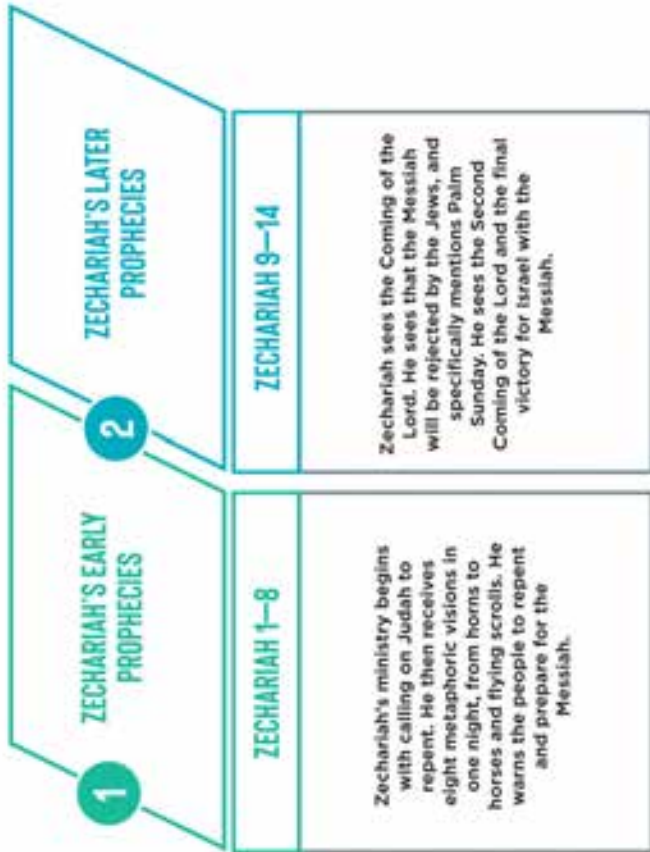 1
ZECHARIAH'S EARLY
PROPHECIES
ZECHARIAH 1–8
Zechariah's ministry begins
with calling on Judah to
repent. He then receives
eight metaphoric visions in
one night, from horns to
horses and flying scrolls. He
warns the people to repent
and prepare for the
Messiah.
2
ZECHARIAH'S LATER
PROPHECIES
ZECHARIAH 9–14
Zechariah sees the Coming of the
Lord. He sees that the Messiah
will be rejected by the Jews, and
specifically mentions Palm
Sunday. He sees the Second
Coming of the Lord and the final
victory for Israel with the
Messiah.